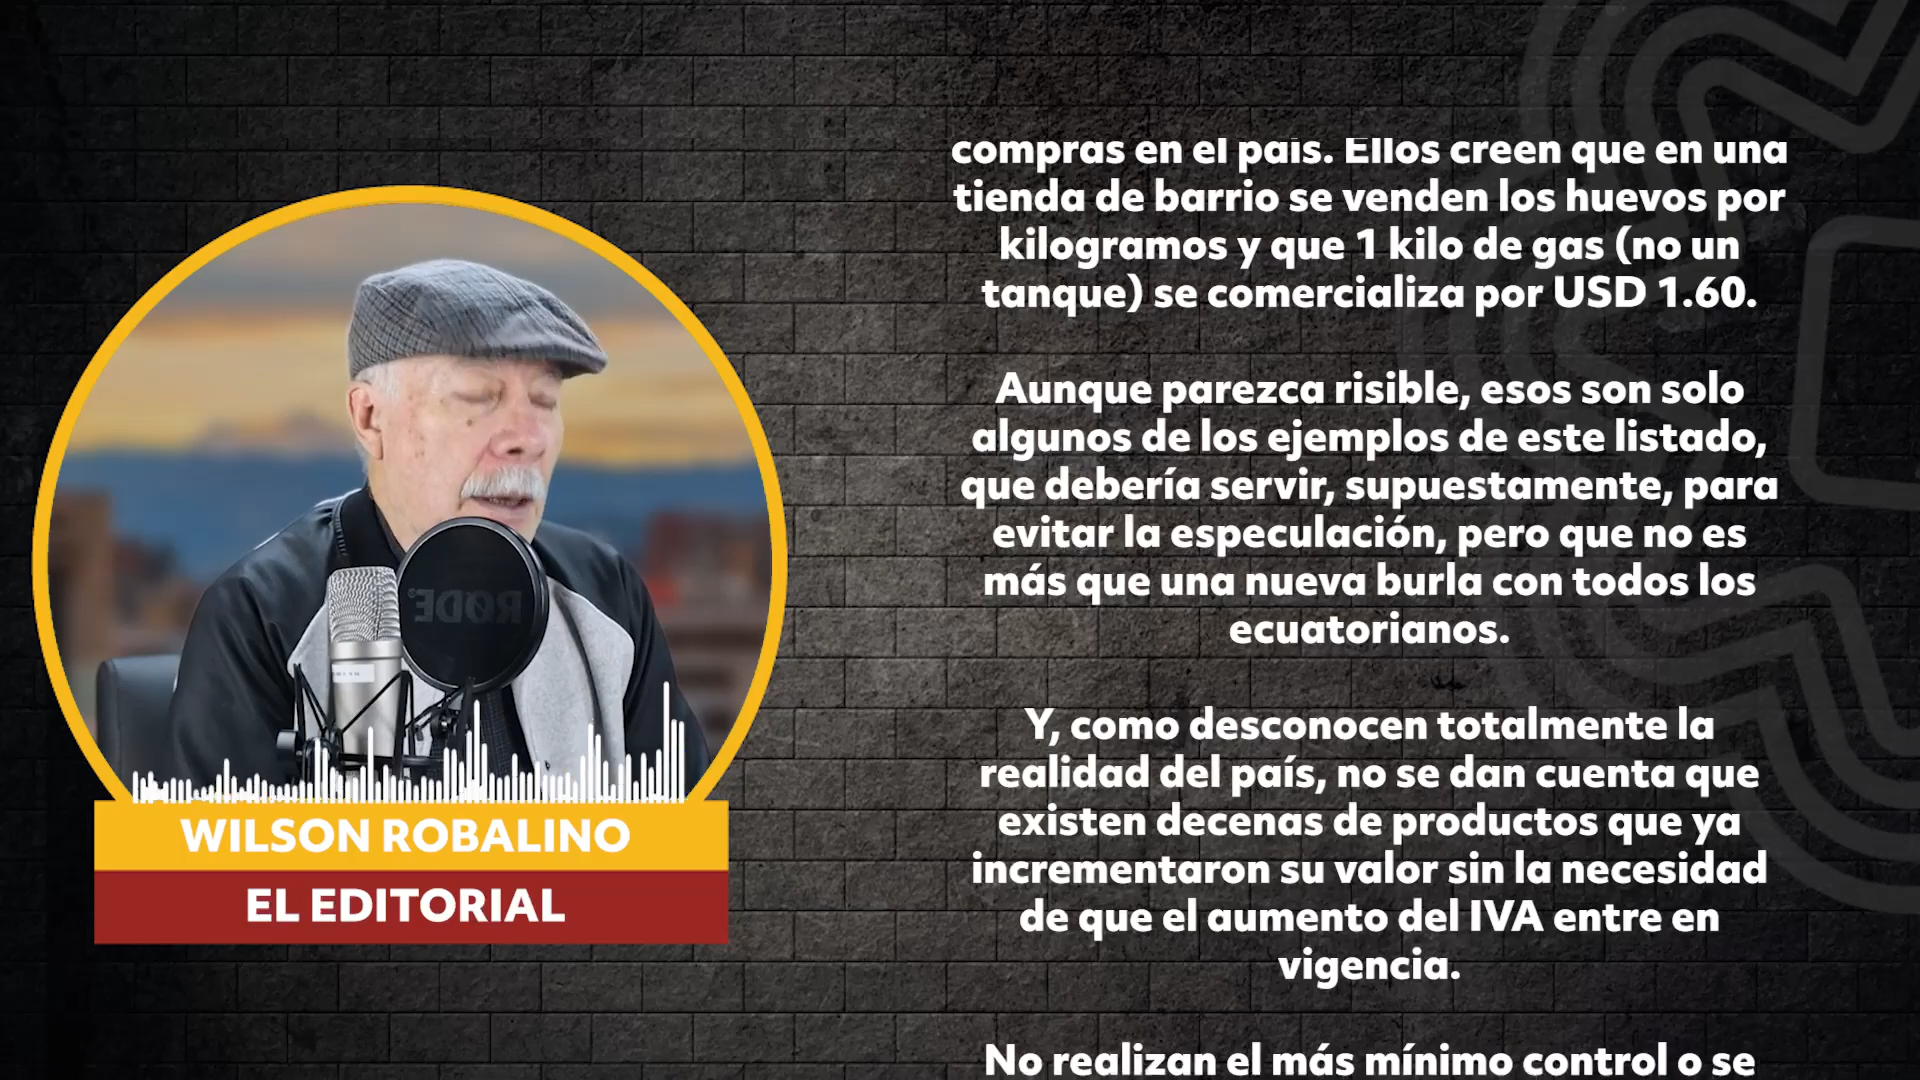 compras en el país. Ellos creen que en una
tienda de barrio se venden los huevos por
kilogramos y que 1 kilo de gas (no un
tanque) se comercializa por USD 1.60.
Aunque parezca risible, esos son solo
algunos de los ejemplos de este listado,
que debería servir, supuestamente, para
evitar la especulación, pero que no es
más que una nueva burla con todos los
ecuatorianos.
Y, como desconocen totalmente la
realidad del país, no se dan cuenta que
existen decenas de productos que ya
incrementaron su valor sin la necesidad
de que el aumento del IVA entre en
vigencia.
No realizan el más mínimo control o se
RØDE
WILSON ROBALINO
EL EDITORIAL